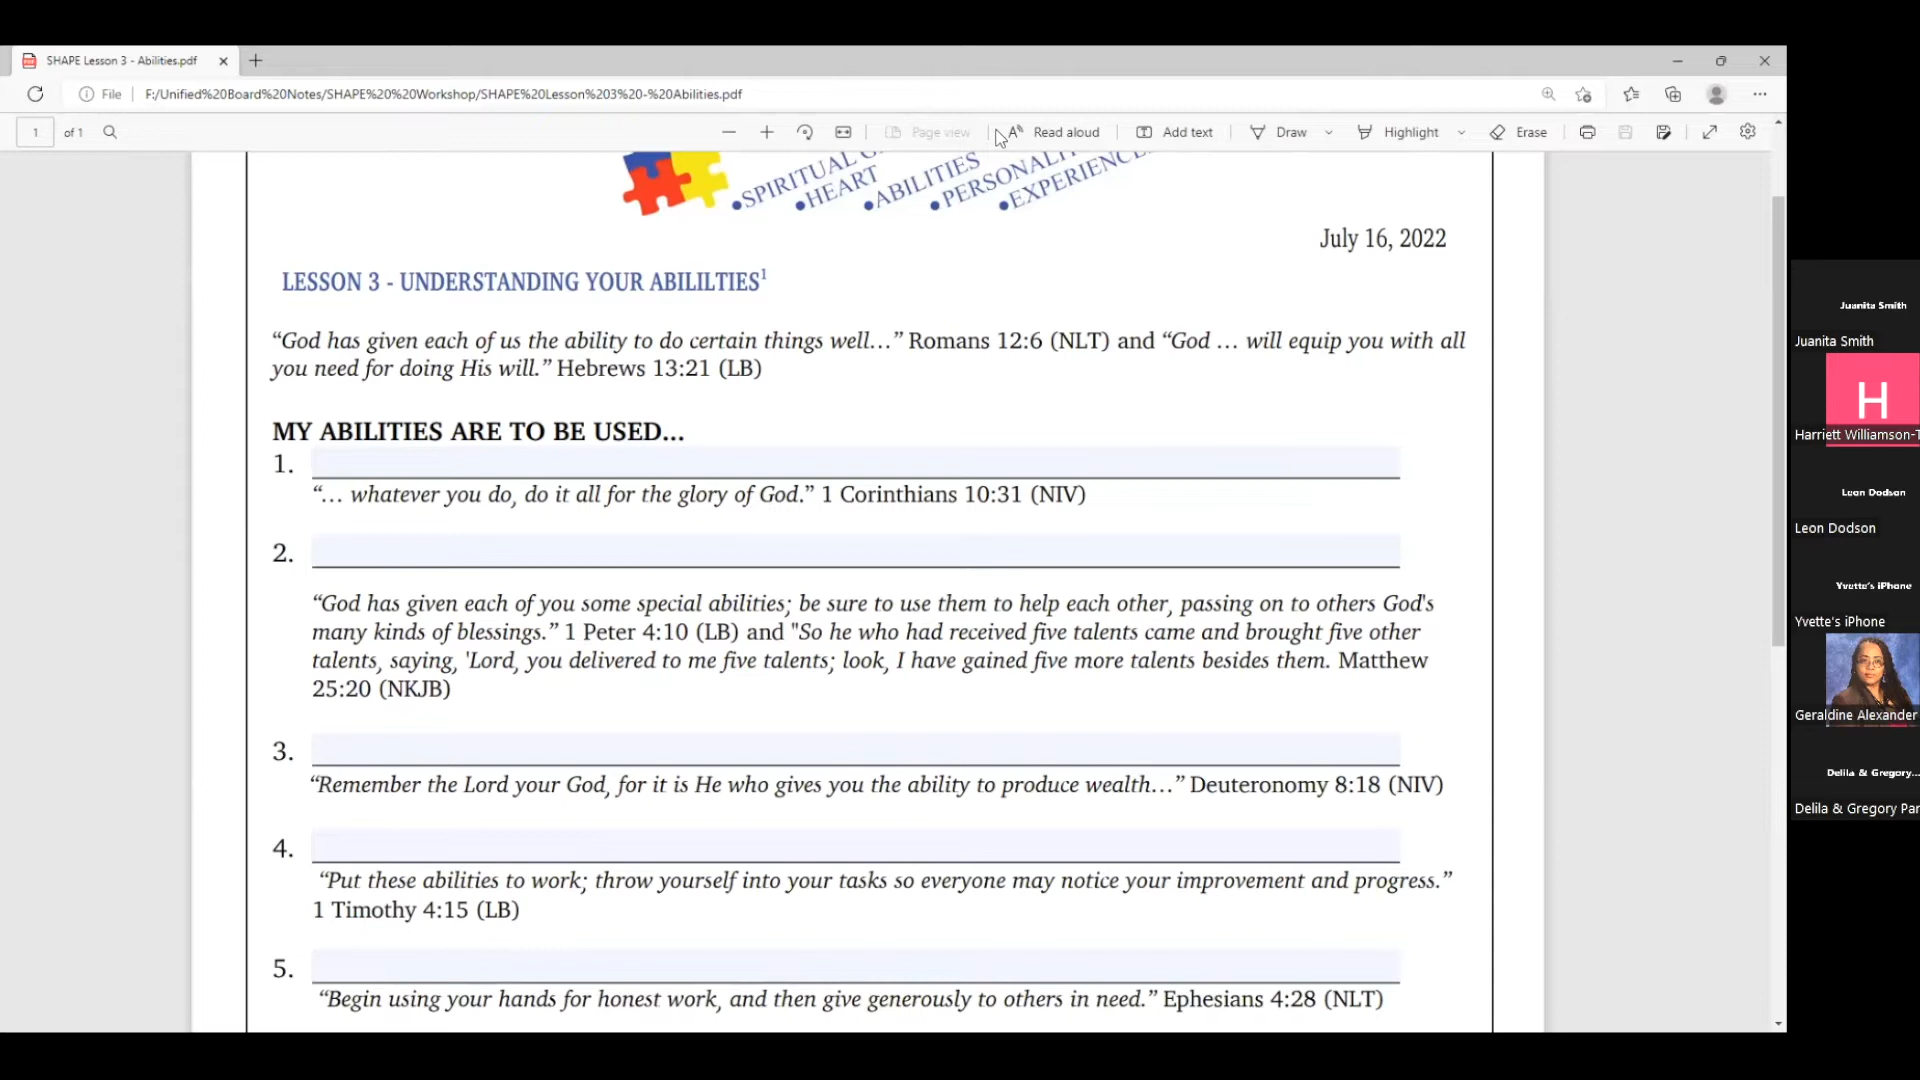 SHAPE Lesson 3 - Abilities.pdf
File
F:/Unified%20Board%20Notes/SHAPE%20%20Workshop/SHAPE%20Lesson%203%20-%20Abilities.pdf
1 of 1
Page view
Read aloud
Add text
Draw
Highlight
Erase
•HEART
•ABILITIES
July 16, 2022
LESSON 3 - UNDERSTANDING YOUR ABILILTIES¹
“God has given each of us the ability to do certain things well…” Romans 12:6 (NLT) and “God … will equip you with all
you need for doing His will.” Hebrews 13:21 (LB)
MY ABILITIES ARE TO BE USED…
1.
“… whatever you do, do it all for the glory of God.” 1 Corinthians 10:31 (NIV)
2.
“God has given each of you some special abilities; be sure to use them to help each other, passing on to others God's
many kinds of blessings.” 1 Peter 4:10 (LB) and "So he who had received five talents came and brought five other
talents, saying, 'Lord, you delivered to me five talents; look, I have gained five more talents besides them. Matthew
25:20 (NKJB)
3.
“Remember the Lord your God, for it is He who gives you the ability to produce wealth…” Deuteronomy 8:18 (NIV)
4.
“Put these abilities to work; throw yourself into your tasks so everyone may notice your improvement and progress.”
1 Timothy 4:15 (LB)
5.
“Begin using your hands for honest work, and then give generously to others in need.” Ephesians 4:28 (NLT)
Juanita Smith
Juanita Smith
H
Harriett Williamson-
Leon Dodson
Leon Dodson
Yvette's iPhone
Yvette's iPhone
Geraldine Alexander
Delila & Gregory...
Delila & Gregory Par